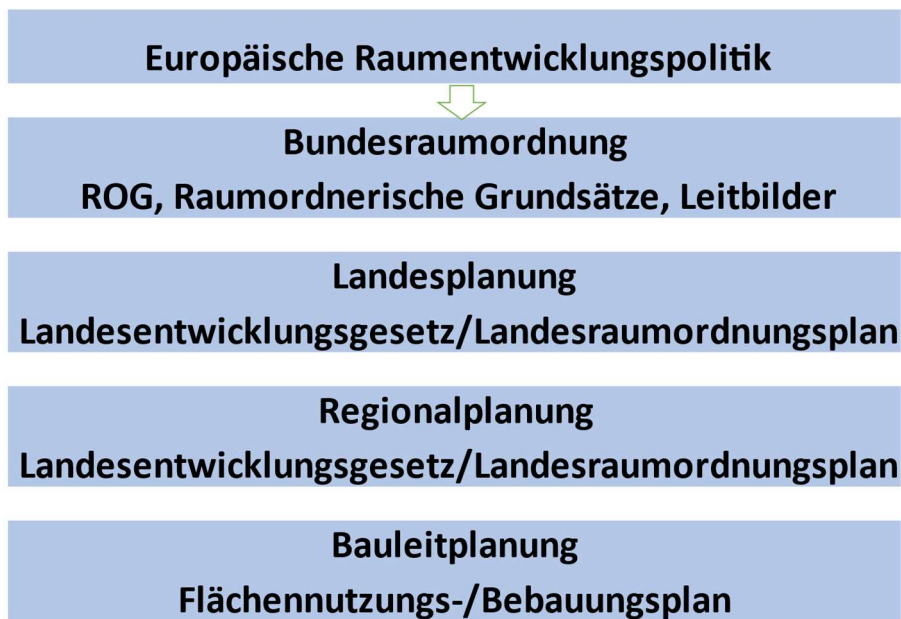 Europäische Raumentwicklungspolitik
Bundesraumordnung
ROG, Raumordnerische Grundsätze, Leitbilder
Landesplanung
Landesentwicklungsgesetz/Landesraumordnungsplan
Regionalplanung
Landesentwicklungsgesetz/Landesraumordnungsplan
Bauleitplanung
Flächennutzungs-/Bebauungsplan